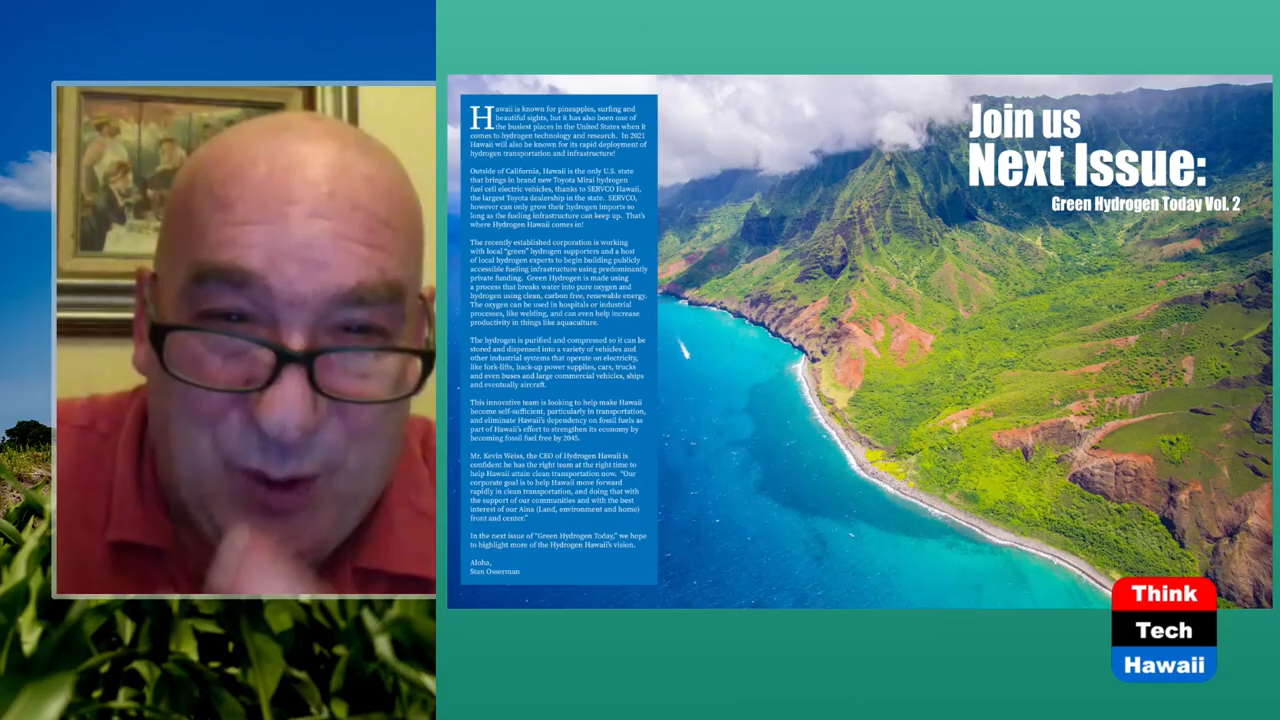 Hawaii is known for pineapples, surfing and
beautiful sights, but it has also been one of
the busiest places in the United States when it
comes to hydrogen technology and research. In 2021
Hawaii will also be known for its rapid deployment of
hydrogen transportation and infrastructure!
Outside of California, Hawaii is the only U.S. state
that brings in brand new Toyota Mirai hydrogen
fuel cell electric vehicles, thanks to SERVCO Hawaii,
the largest Toyota dealership in the state. SERVCO,
however can only grow their hydrogen imports so
long as the fueling infrastructure can keep up. That's
where Hydrogen Hawaii comes in!
The recently established corporation is working
with local "green" hydrogen supporters and a host
of local hydrogen experts to begin building publicly
accessible fueling infrastructure using predominantly
private funding. Green Hydrogen is made using
a process that breaks water into pure oxygen and
hydrogen using clean, carbon free, renewable energy.
The oxygen can be used in hospitals or industrial
processes, like welding, and can even help increase
productivity in things like aquaculture.
The hydrogen is purified and compressed so it can be
stored and dispensed into a variety of vehicles and
other industrial systems that operate on electricity,
like fork-lifts, back-up power supplies, cars, trucks
and even buses and large commercial vehicles, ships
and eventually aircraft.
This innovative team is looking to help make Hawaii
become self-sufficient, particularly in transportation,
and eliminate Hawaii's dependency on fossil fuels as
part of Hawaii's effort to strengthen its economy by
becoming fossil fuel free by 2045.
Mr. Kevin Weiss, the CEO of Hydrogen Hawaii is
confident he has the right team at the right time to
help Hawaii attain clean transportation now. "Our
corporate goal is to help Hawaii move forward
rapidly in clean transportation, and doing that with
the support of our communities and with the best
interest of our Aina (Land, environment and home)
front and center."
In the next issue of "Green Hydrogen Today," we hope
to highlight more of the Hydrogen Hawaii's vision.
Aloha,
Stan Osserman
Join us
Next Issue:
Green Hydrogen Today Vol. 2
Think
Tech
Hawaii